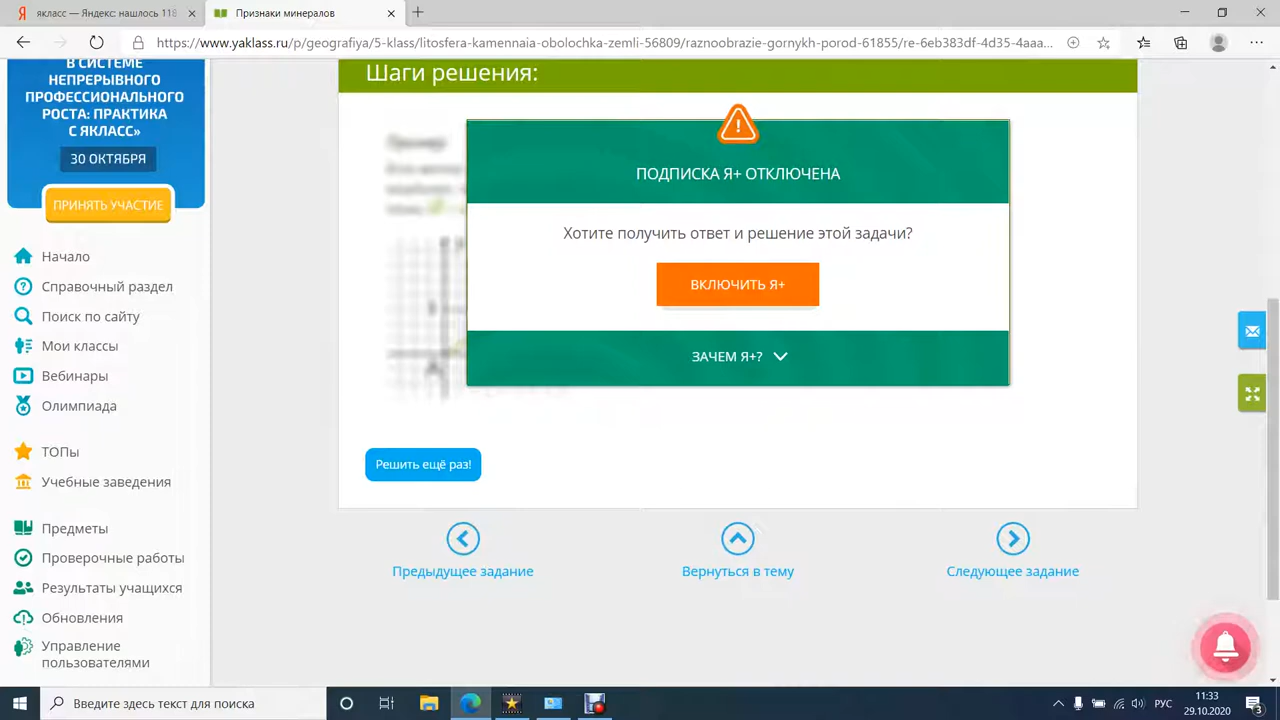 якласс — Яндекс: нашлось 118
Признаки минералов
https://www.yaklass.ru/p/geografiya/5-klass/litosfera-kamennaia-obolochka-zemli-56809/raznoobrazie-gornykh-porod-61855/re-6eb383df-4d35-4aaa...
В СИСТЕМЕ
НЕПРЕРЫВНОГО
ПРОФЕССИОНАЛЬНОГО
РОСТА: ПРАКТИКА
С ЯКЛАСС»
30 ОКТЯБРЯ
ПРИНЯТЬ УЧАСТИЕ
Начало
Справочный раздел
Поиск по сайту
Мои классы
Вебинары
Олимпиада
ТОПы
Учебные заведения
Предметы
Проверочные работы
Результаты учащихся
Обновления
Управление
пользователями
Шаги решения:
Пример
ПОДПИСКА Я+ ОТКЛЮЧЕНА
Хотите получить ответ и решение этой задачи?
ВКЛЮЧИТЬ Я+
ЗАЧЕМ Я+?
Решить ещё раз!
Предыдущее задание
Вернуться в тему
Следующее задание
Введите здесь текст для поиска
РУС
11:33
29.10.2020
3